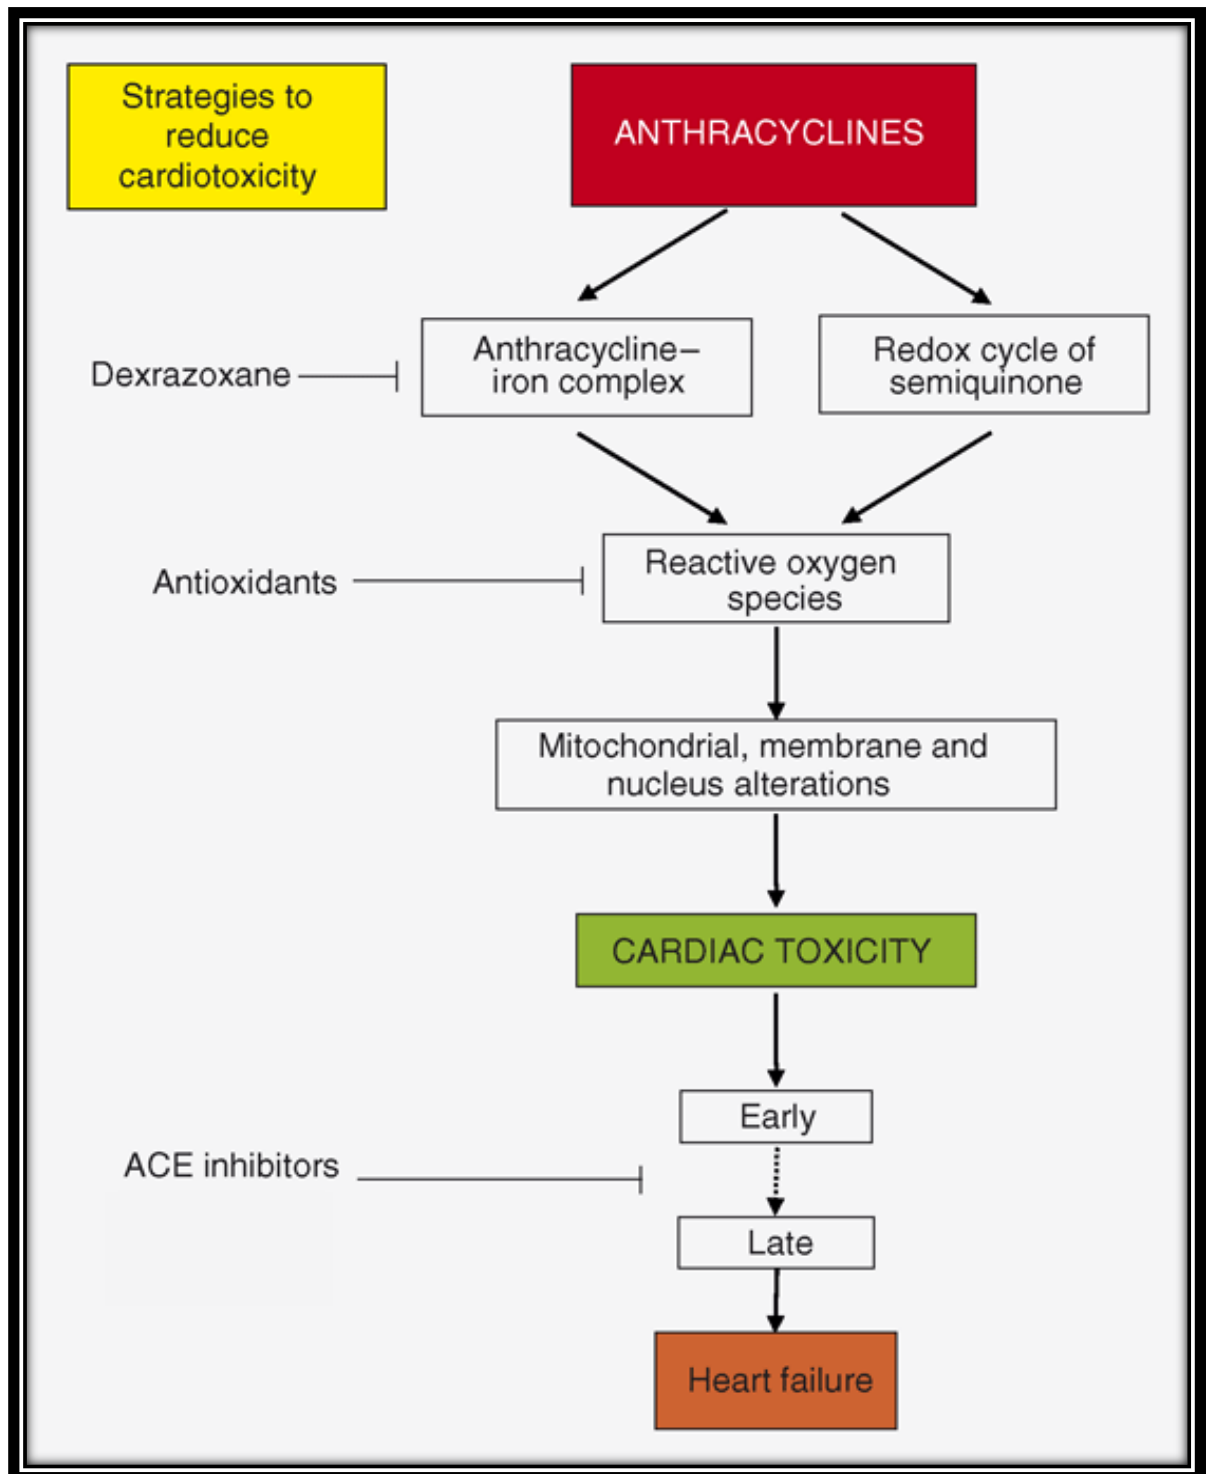 Strategies to
reduce
cardiotoxicity
ANTHRACYCLINES
Dexrazoxane
Anthracycline–
iron complex
Redox cycle of
semiquinone
Antioxidants
Reactive oxygen
species
Mitochondrial, membrane and
nucleus alterations
CARDIAC TOXICITY
Early
ACE inhibitors
Late
Heart failure